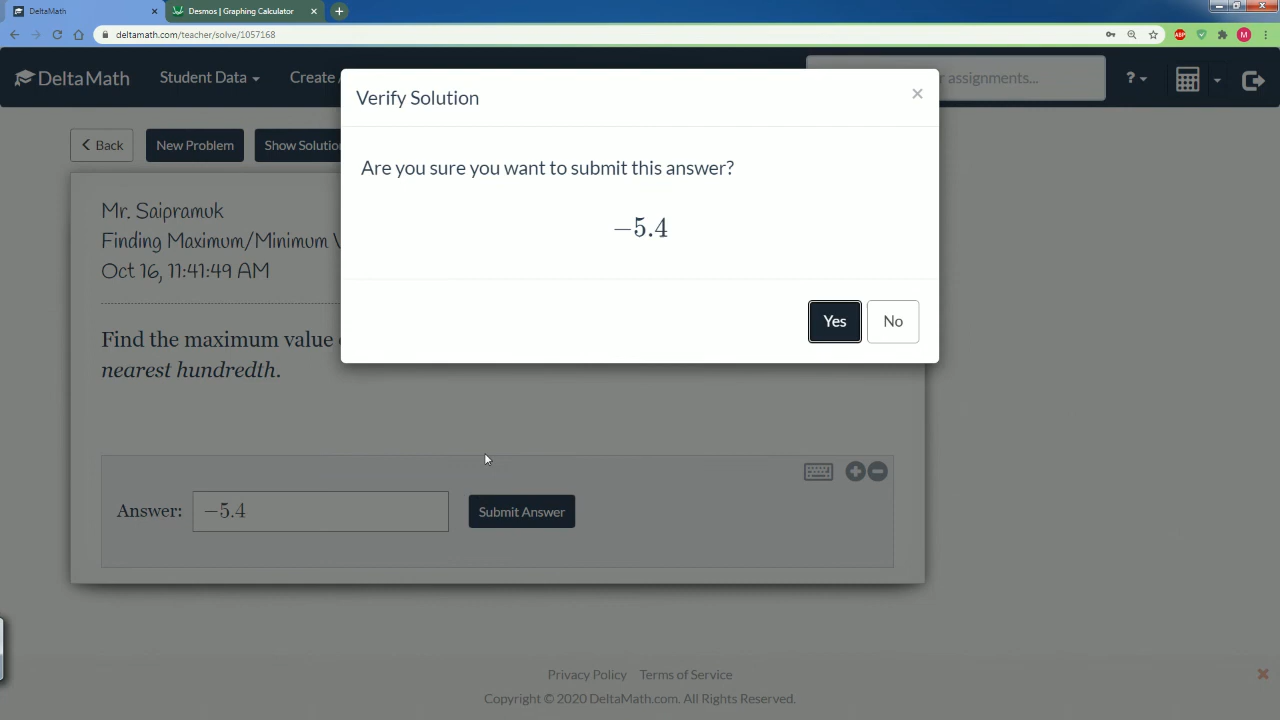 DeltaMath
Desmos | Graphing Calculator
deltamath.com/teacher/solve/1057168
ABP
M
DeltaMath
Student Data
Create
assignments...
?
Verify Solution
×
Back
New Problem
Show Solution
Are you sure you want to submit this answer?
−5.4
Yes
No
Mr. Saipramuk
Finding Maximum/Minimum
Oct 16, 11:41:49 AM
Find the maximum value
nearest hundredth.
Answer:
−5.4
Submit Answer
Privacy Policy Terms of Service
Copyright © 2020 DeltaMath.com. All Rights Reserved.